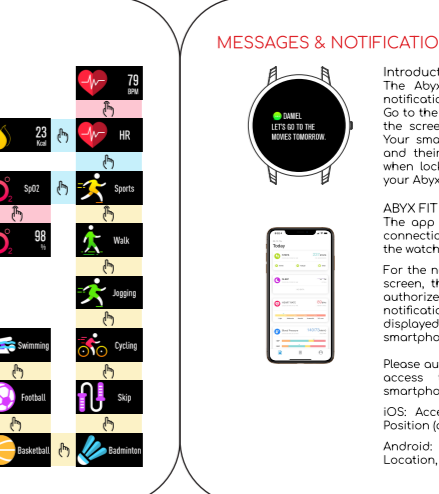 79
BPM
23
Kcal
HR
SpO2
Sports
98
%
Walk
Jogging
Swimming
Cycling
Football
Skip
Basketball
Badminton
MESSAGES & NOTIFICATIO
DANIEL
LET'S GO TO THE
MOVIES TOMORROW.
Today
Introduct
The Abyx
notification
Go to the
the scree
Your sma
and their
when lock
your Abyx
ABYX FIT
The app
connectio
the watch
For the n
screen, th
authorize
notificatio
displayed
smartpho
Please au
access
smartpho
iOS: Acce
Position (
Android:
Location,